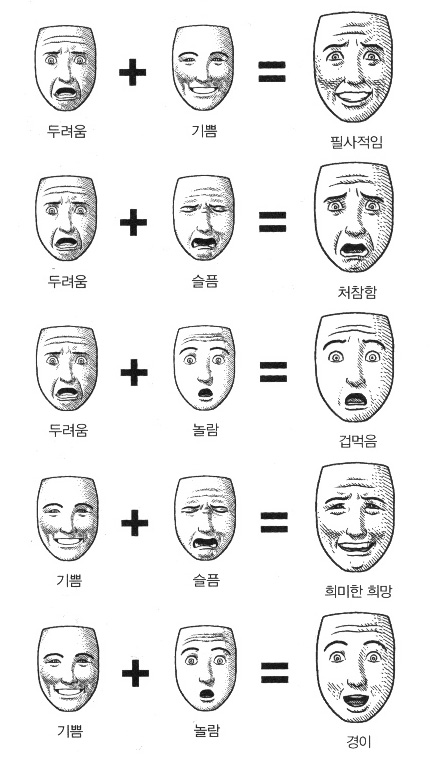 두려움 + 기쁨 = 필사적임
두려움 + 슬픔 = 처참함
두려움 + 놀람 = 겁먹음
기쁨 + 슬픔 = 희미한 희망
기쁨 + 놀람 = 경이